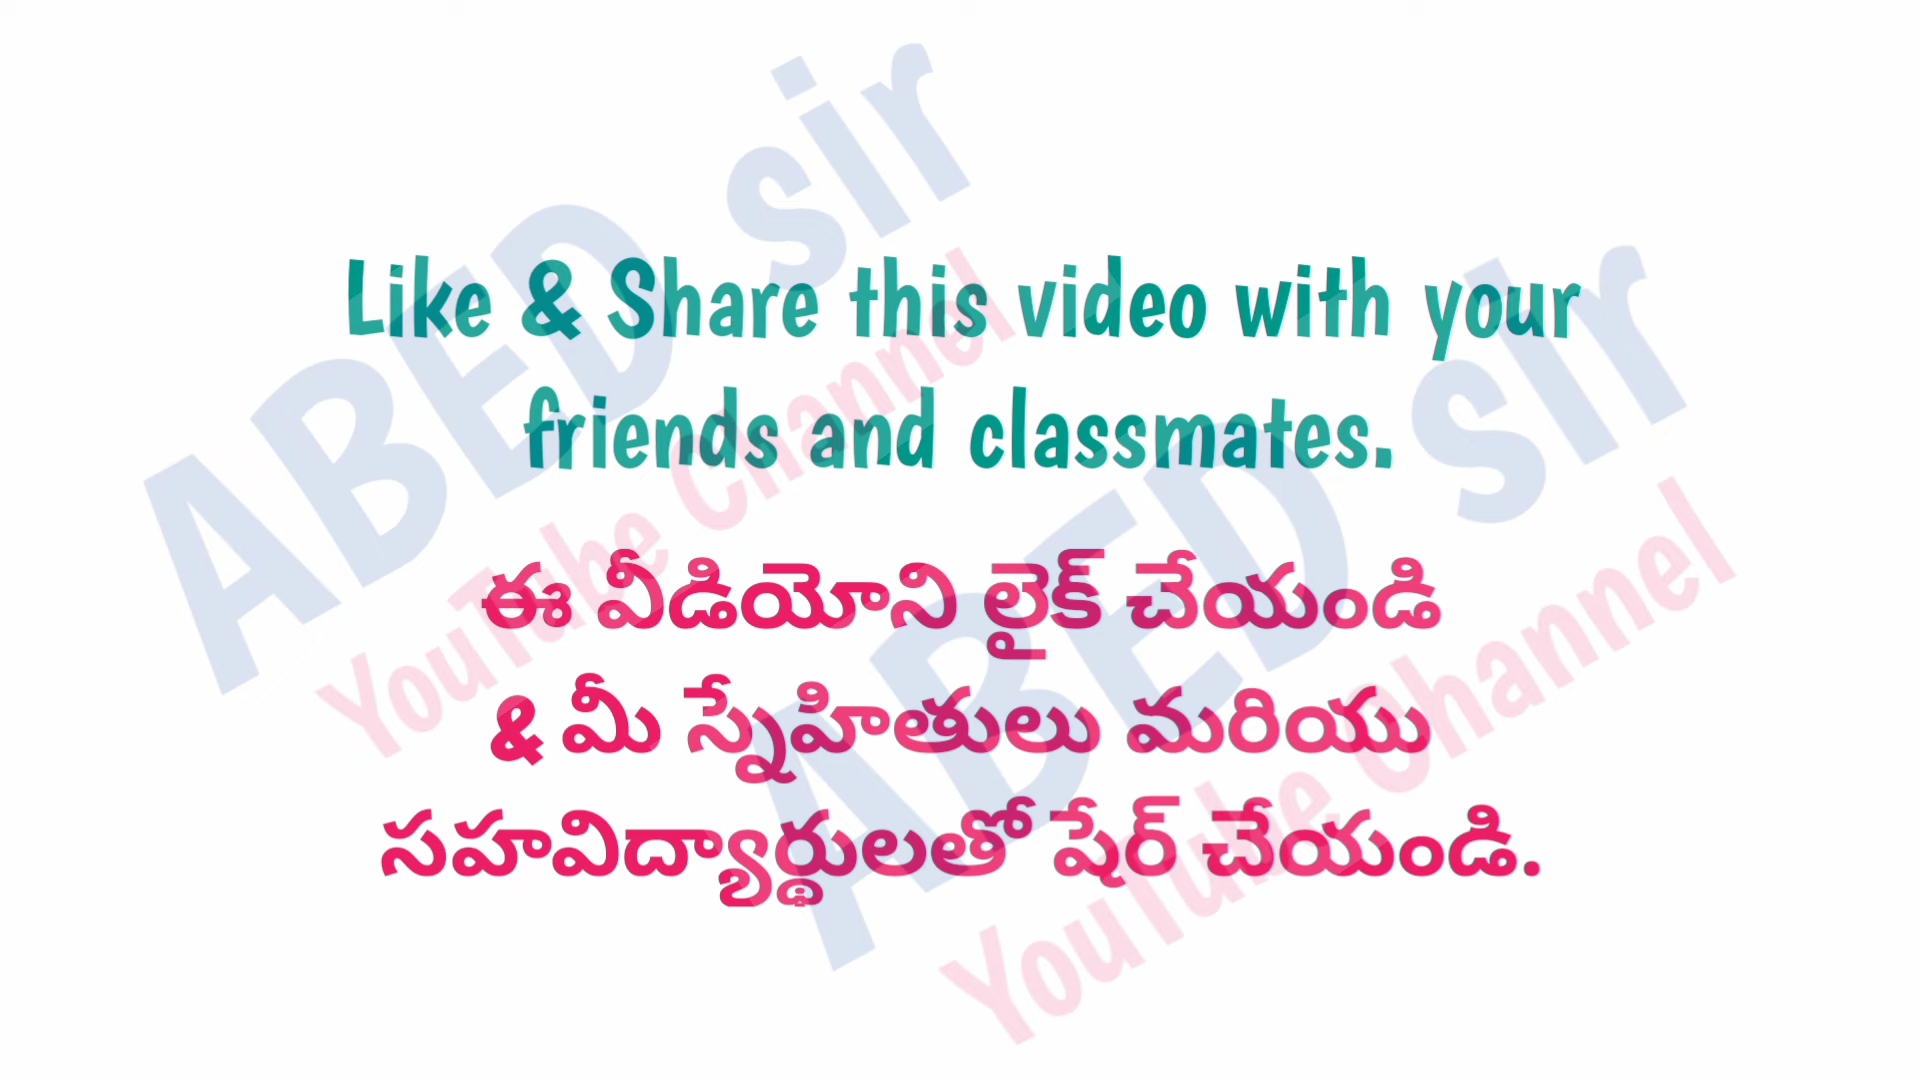 Like & Share this video with your
friends and classmates.
ఈ వీడియోని లైక్ చేయండి
& మీ స్నేహితులు మరియు
సహవిద్యార్థులతో షేర్ చేయండి.
ABED sir
YouTube Channel
ABED sir
YouTube Channel